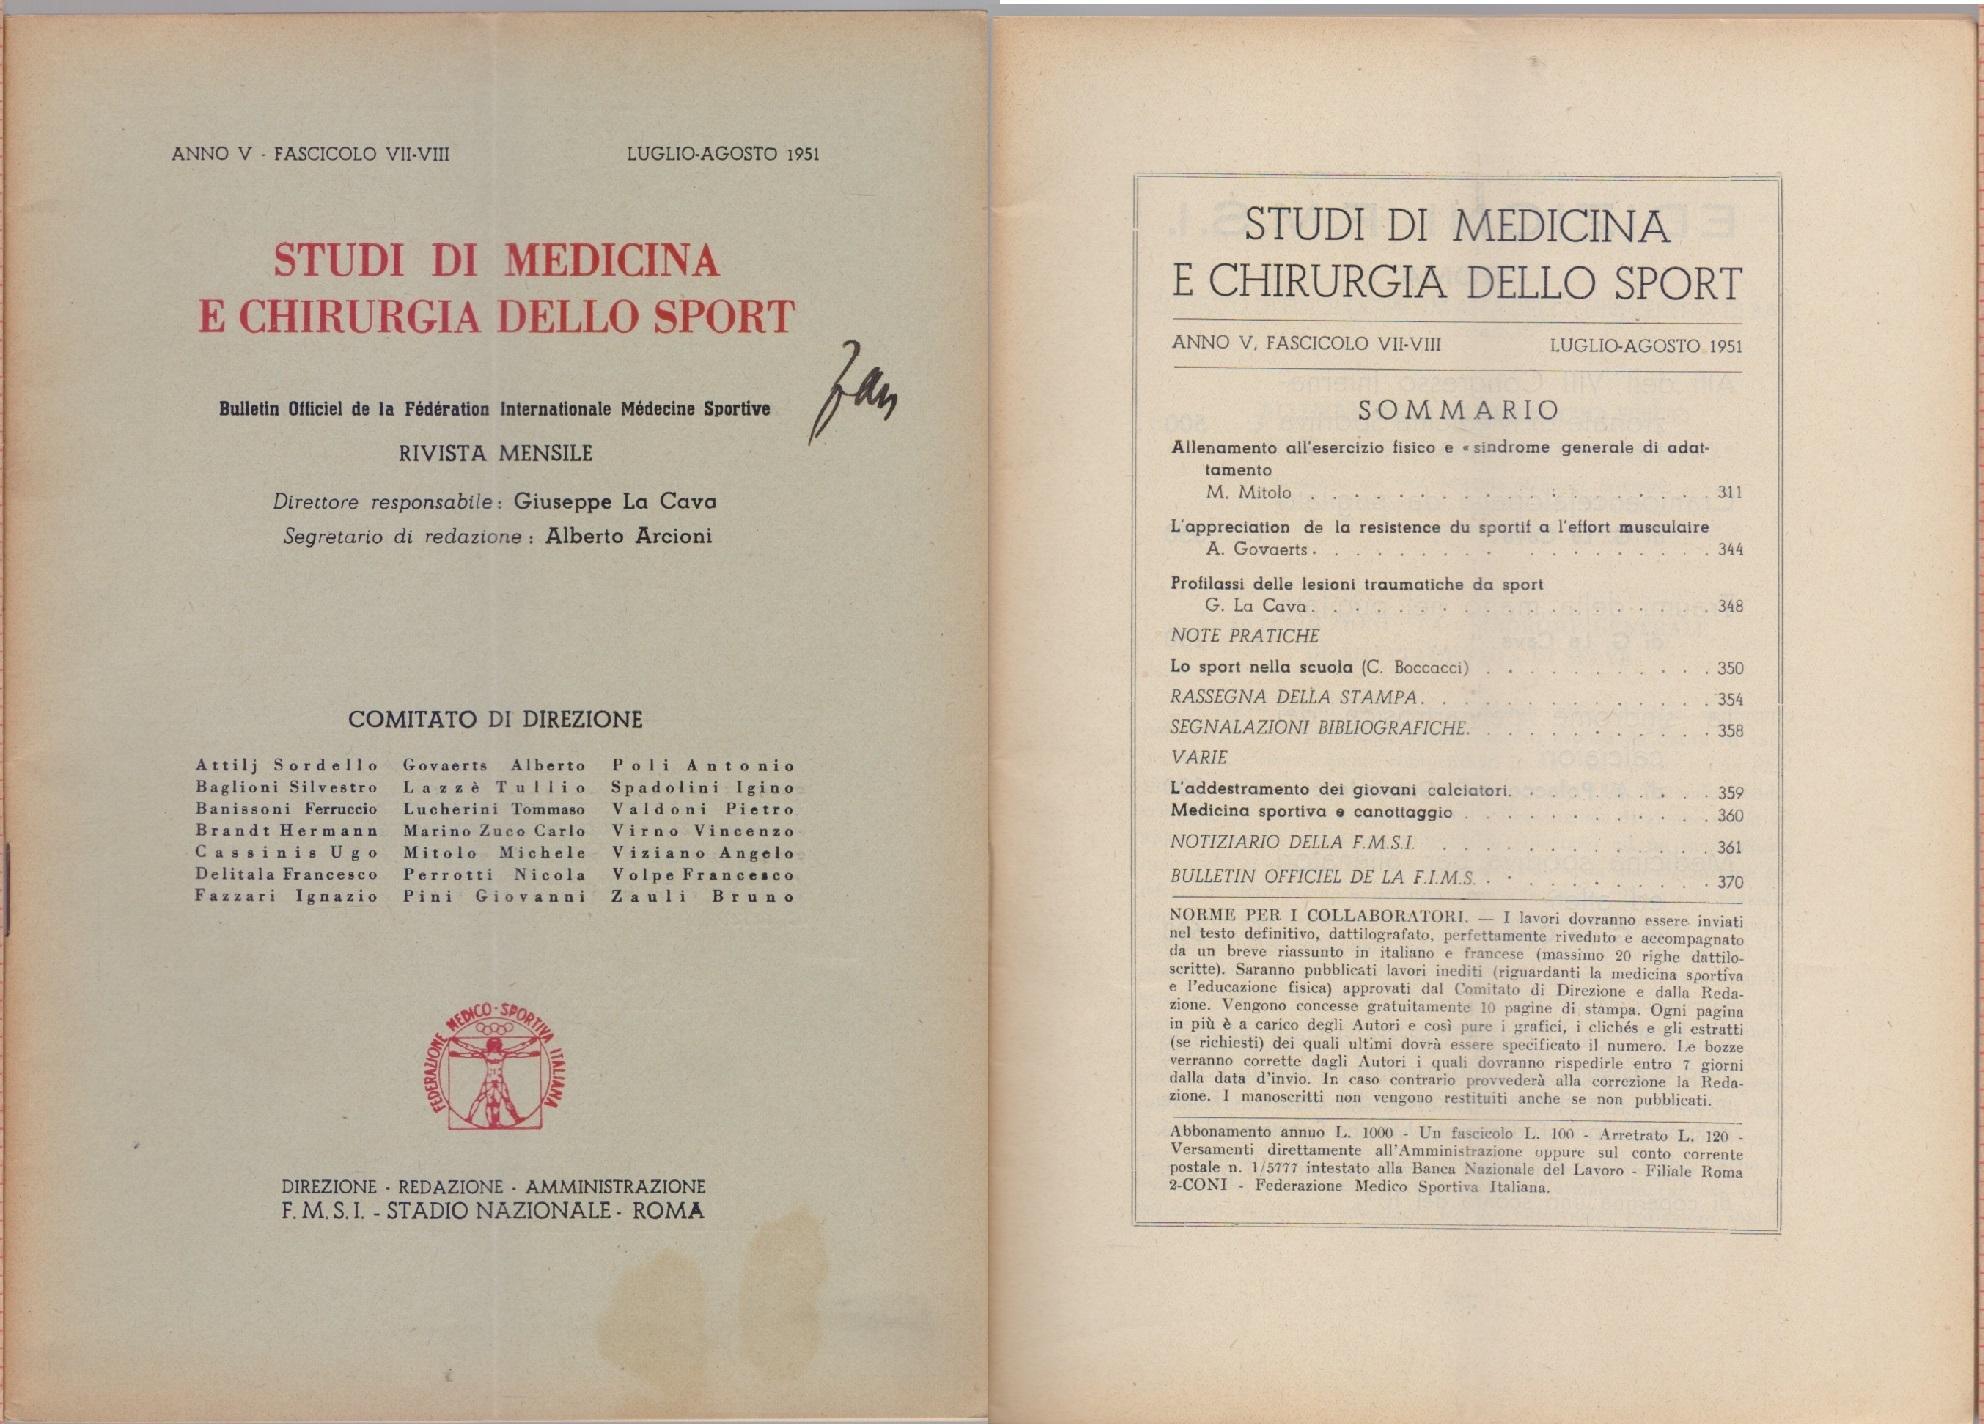 ANNO V - FASCICOLO VII-VIII LUGLIO-AGOSTO 1951
STUDI DI MEDICINA
E CHIRURGIA DELLO SPORT
Bulletin Officiel de la Fédération Internationale Médecine Sportive
RIVISTA MENSILE
Direttore responsabile: Giuseppe La Cava
Segretario di redazione: Alberto Arcioni
COMITATO DI DIREZIONE
Attilj Sordello Govaerts Alberto Poli Antonio
Baglioni Silvestro Lazzè Tullio Spadolini Igino
Banissoni Ferruccio Lucherini Tommaso Valdoni Pietro
Brandt Hermann Marino Zuco Carlo Virno Vincenzo
Cassinis Ugo Mitolo Michele Viziano Angelo
Delitala Francesco Perrotti Nicola Volpe Francesco
Fazzari Ignazio Pini Giovanni Zauli Bruno
FEDERAZIONE MEDICO-SPORTIVA ITALIANA
DIREZIONE - REDAZIONE - AMMINISTRAZIONE
F. M. S. I. - STADIO NAZIONALE - ROMA
STUDI DI MEDICINA
E CHIRURGIA DELLO SPORT
ANNO V, FASCICOLO VII-VIII LUGLIO-AGOSTO 1951
SOMMARIO
Allenamento all'esercizio fisico e «sindrome generale di adat-
tamento
M. Mitolo . . . . . . . . . . . . . . . . 311
L'appreciation de la resistence du sportif a l'effort musculaire
A. Govaerts . . . . . . . . . . . . . . . . 344
Profilassi delle lesioni traumatiche da sport
G. La Cava . . . . . . . . . . . . . . . . 348
NOTE PRATICHE
Lo sport nella scuola (C. Boccacci) . . . . . . . . . . 350
RASSEGNA DELLA STAMPA . . . . . . . . . . . . 354
SEGNALAZIONI BIBLIOGRAFICHE . . . . . . . . . . 358
VARIE
L'addestramento dei giovani calciatori . . . . . . . . . 359
Medicina sportiva e canottaggio . . . . . . . . . . . 360
NOTIZIARIO DELLA F.M.S.I. . . . . . . . . . . . . 361
BULLETIN OFFICIEL DE LA F.I.M.S. . . . . . . . . . 370
NORME PER I COLLABORATORI. — I lavori dovranno essere inviati
nel testo definitivo, dattilografato, perfettamente riveduto e accompagnato
da un breve riassunto in italiano e francese (massimo 20 righe dattilo-
scritte). Saranno pubblicati lavori inediti (riguardanti la medicina sportiva
e l'educazione fisica) approvati dal Comitato di Direzione e dalla Reda-
zione. Vengono concesse gratuitamente 10 pagine di stampa. Ogni pagina
in più è a carico degli Autori e così pure i grafici, i clichés e gli estratti
(se richiesti) dei quali ultimi dovrà essere specificato il numero. Le bozze
verranno corrette dagli Autori i quali dovranno rispedirle entro 7 giorni
dalla data d'invio. In caso contrario provvederà alla correzione la Reda-
zione. I manoscritti non vengono restituiti anche se non pubblicati.
Abbonamento annuo L. 1000 - Un fascicolo L. 100 - Arretrato L. 120 -
Versamenti direttamente all'Amministrazione oppure sul conto corrente
postale n. 1/5777 intestato alla Banca Nazionale del Lavoro - Filiale Roma
2-CONI - Federazione Medico Sportiva Italiana.